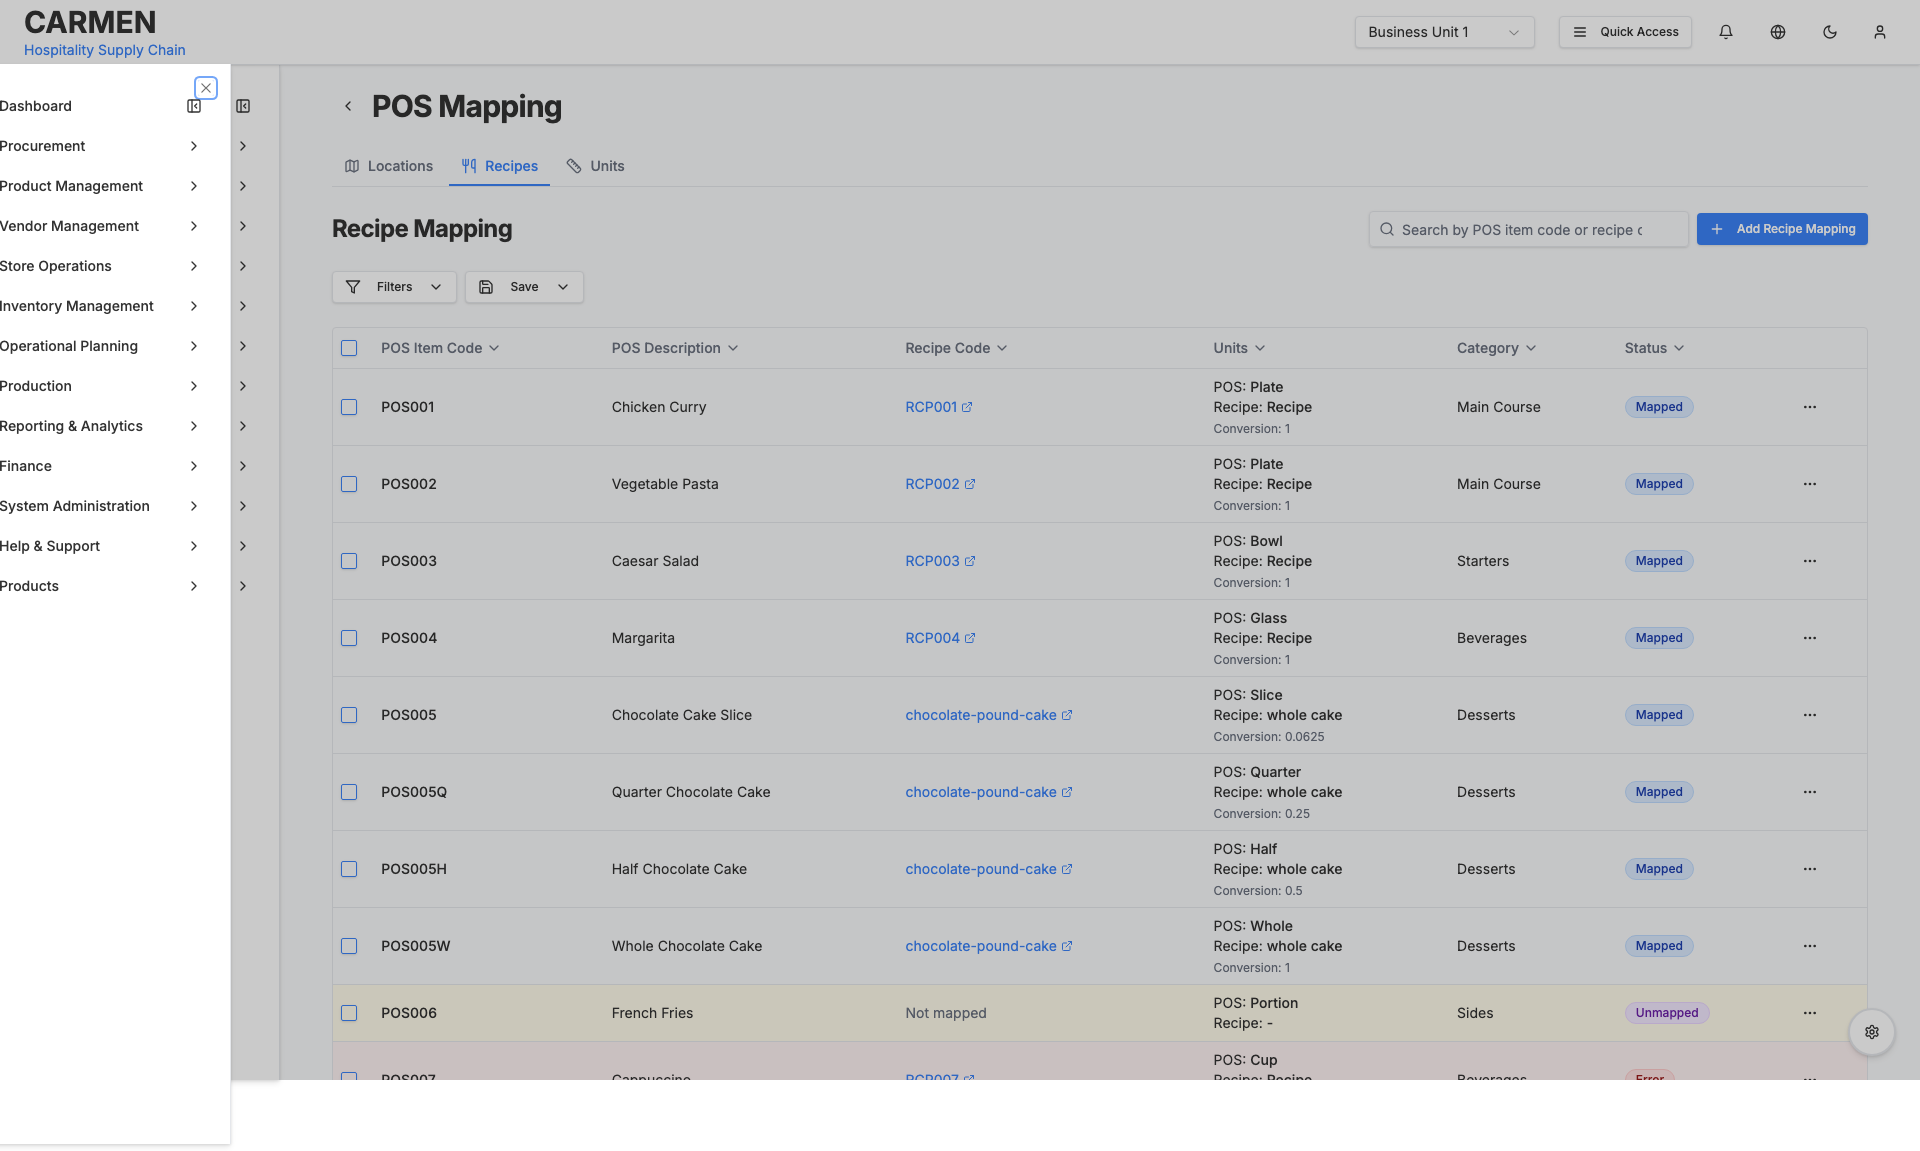 CARMEN
Hospitality Supply Chain
Business Unit 1
Quick Access
Dashboard
Procurement
Product Management
Vendor Management
Store Operations
Inventory Management
Operational Planning
Production
Reporting & Analytics
Finance
System Administration
Help & Support
Products
POS Mapping
Locations Recipes Units
Recipe Mapping
Search by POS item code or recipe c
Add Recipe Mapping
Filters Save
POS Item Code POS Description Recipe Code Units Category Status
POS: Plate
POS001 Chicken Curry RCP001 Recipe: Recipe Main Course Mapped
Conversion: 1
POS: Plate
POS002 Vegetable Pasta RCP002 Recipe: Recipe Main Course Mapped
Conversion: 1
POS: Bowl
POS003 Caesar Salad RCP003 Recipe: Recipe Starters Mapped
Conversion: 1
POS: Glass
POS004 Margarita RCP004 Recipe: Recipe Beverages Mapped
Conversion: 1
POS: Slice
POS005 Chocolate Cake Slice chocolate-pound-cake Recipe: whole cake Desserts Mapped
Conversion: 0.0625
POS: Quarter
POS005Q Quarter Chocolate Cake chocolate-pound-cake Recipe: whole cake Desserts Mapped
Conversion: 0.25
POS: Half
POS005H Half Chocolate Cake chocolate-pound-cake Recipe: whole cake Desserts Mapped
Conversion: 0.5
POS: Whole
POS005W Whole Chocolate Cake chocolate-pound-cake Recipe: whole cake Desserts Mapped
Conversion: 1
POS: Portion
POS006 French Fries Not mapped Sides Unmapped
Recipe: -
POS: Cup
POS007 Cappuccino RCP007 Recipe: Recipe Beverages Error